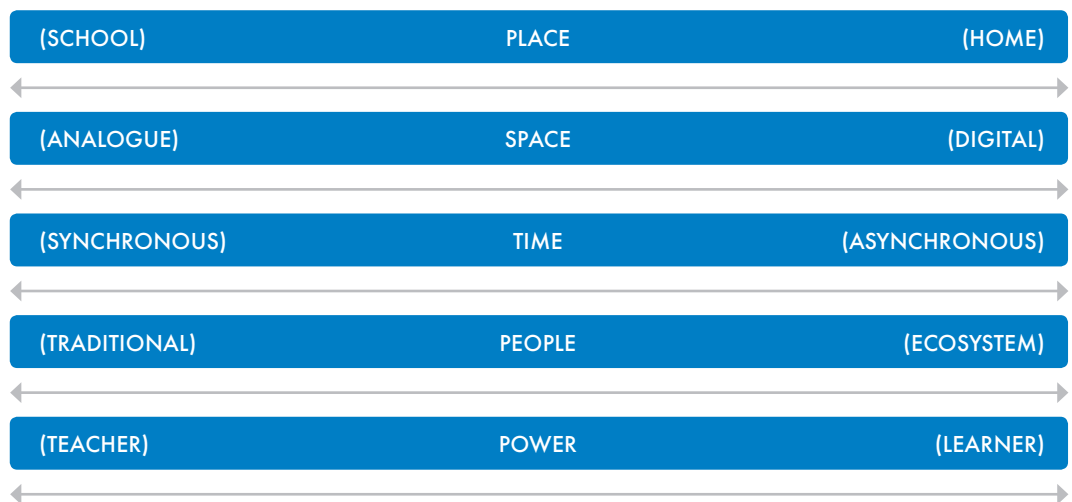 (SCHOOL) PLACE (HOME)
(ANALOGUE) SPACE (DIGITAL)
(SYNCHRONOUS) TIME (ASYNCHRONOUS)
(TRADITIONAL) PEOPLE (ECOSYSTEM)
(TEACHER) POWER (LEARNER)